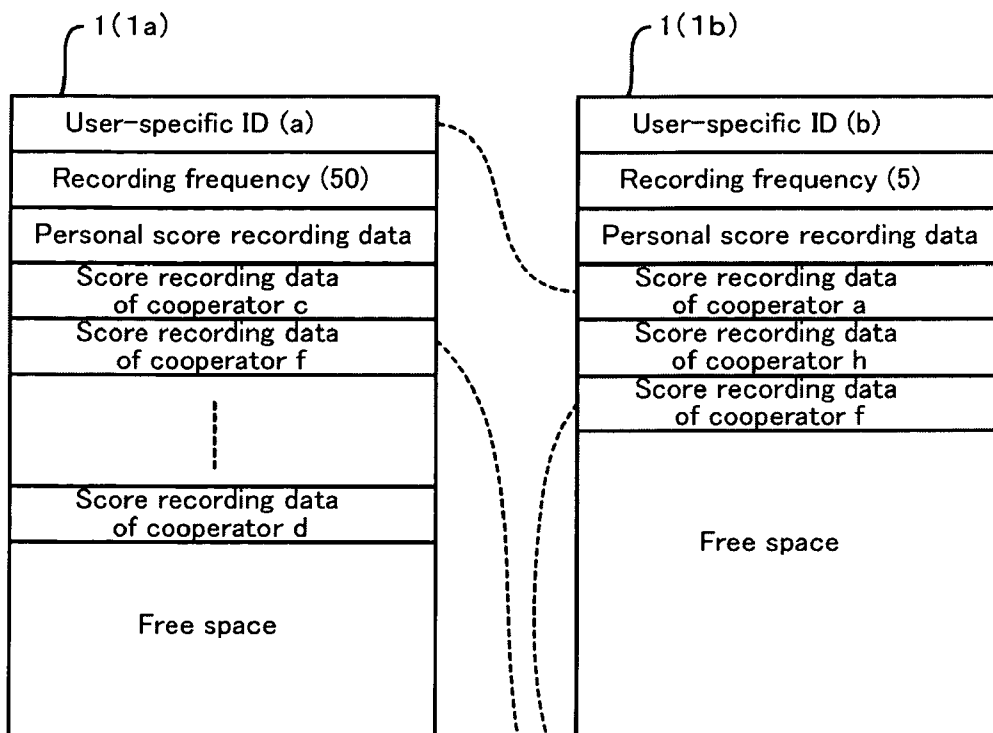 1(1a)
User-specific ID (a)
Recording frequency (50)
Personal score recording data
Score recording data
of cooperator c
Score recording data
of cooperator f
Score recording data
of cooperator d
Free space
1(1b)
User-specific ID (b)
Recording frequency (5)
Personal score recording data
Score recording data
of cooperator a
Score recording data
of cooperator h
Score recording data
of cooperator f
Free space